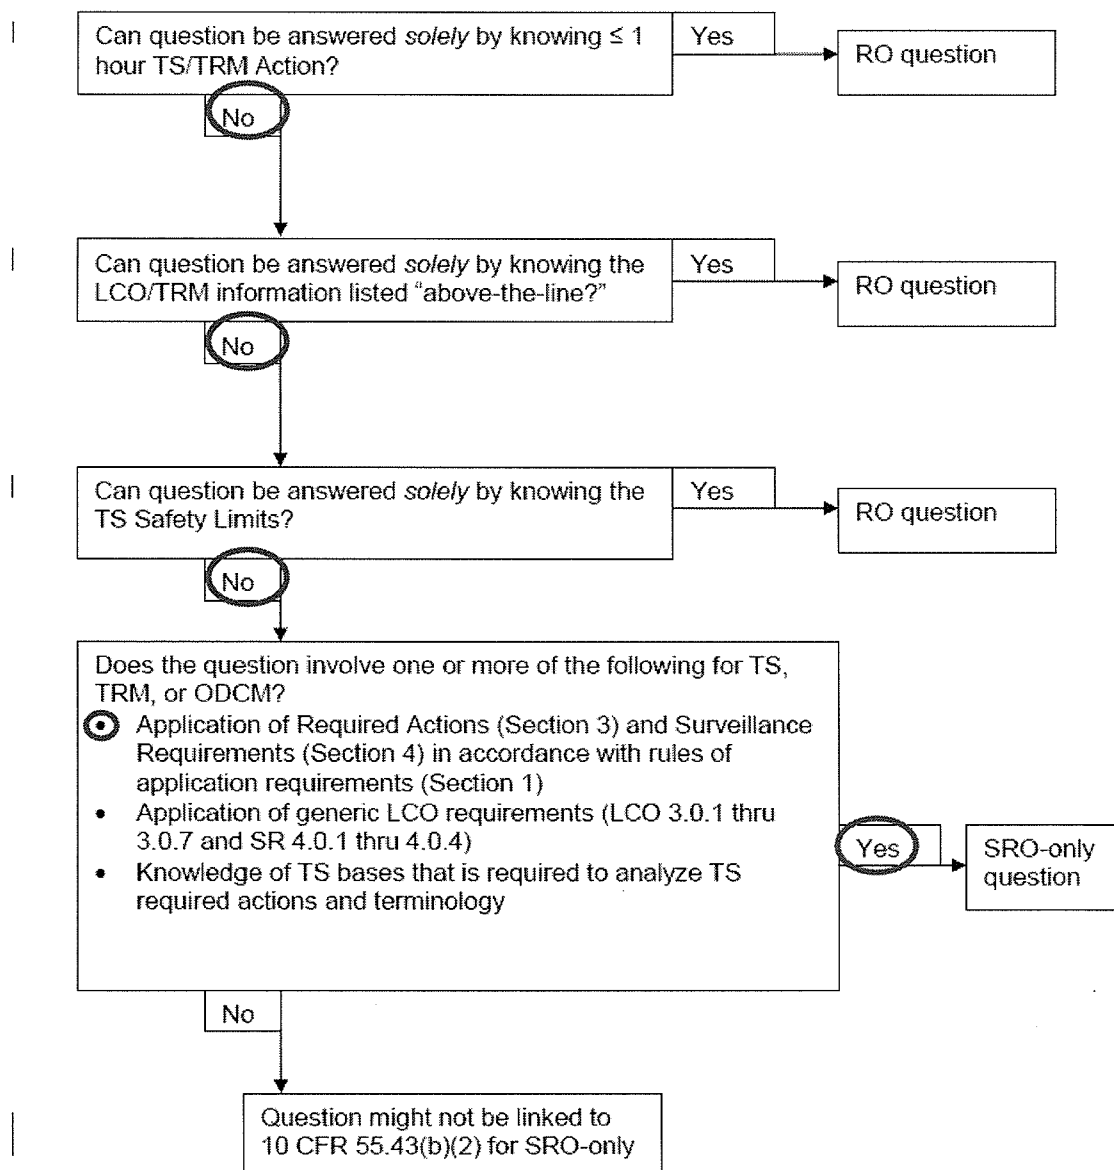 Can question be answered solely by knowing ≤ 1
hour TS/TRM Action?
Yes
RO question
No
Can question be answered solely by knowing the
LCO/TRM information listed “above-the-line?”
Yes
RO question
No
Can question be answered solely by knowing the
TS Safety Limits?
Yes
RO question
No
Does the question involve one or more of the following for TS,
TRM, or ODCM?
• Application of Required Actions (Section 3) and Surveillance
Requirements (Section 4) in accordance with rules of
application requirements (Section 1)
• Application of generic LCO requirements (LCO 3.0.1 thru
3.0.7 and SR 4.0.1 thru 4.0.4)
• Knowledge of TS bases that is required to analyze TS
required actions and terminology
Yes
SRO-only
question
No
Question might not be linked to
10 CFR 55.43(b)(2) for SRO-only